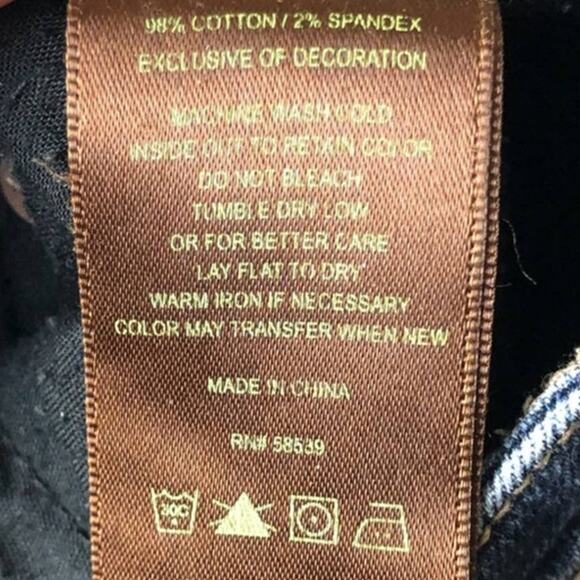 98% COTTON / 2% SPANDEX
EXCLUSIVE OF DECORATION
MACHINE WASH COLD
INSIDE OUT TO RETAIN COLOR
DO NOT BLEACH
TUMBLE DRY LOW
OR FOR BETTER CARE
LAY FLAT TO DRY
WARM IRON IF NECESSARY
COLOR MAY TRANSFER WHEN NEW
MADE IN CHINA
RN# 58539
30C